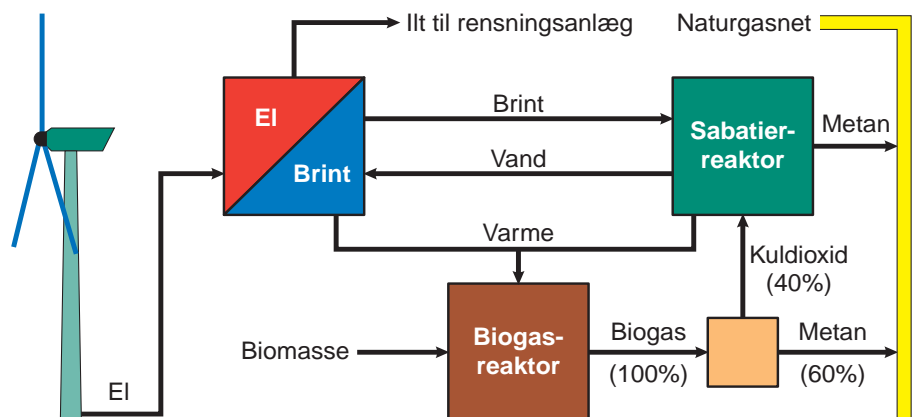 Ilt til rensningsanlæg
Naturgasnet
El
Brint
Brint
Vand
Sabatier-
reaktor
Metan
Varme
Kuldioxid
(40%)
Biomasse
Biogas-
reaktor
Biogas
(100%)
Metan
(60%)
El